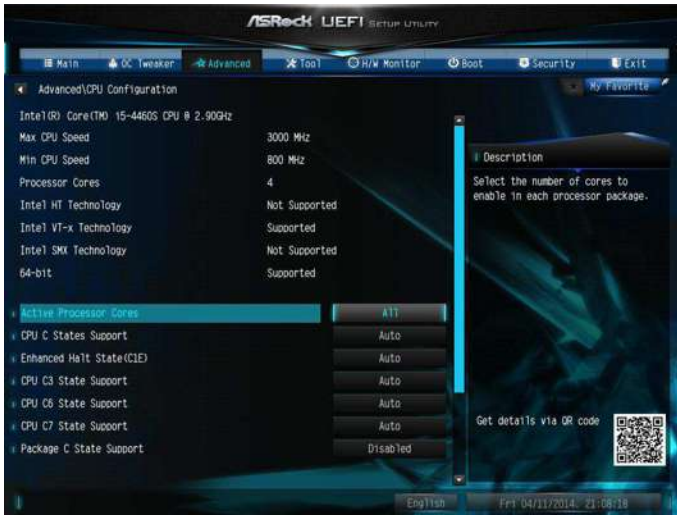 ASRock UEFI SETUP UTILITY
Main OC Tweaker Advanced Tool H/W Monitor Boot Security Exit
Advanced\CPU Configuration
My Favorite
Intel(R) Core(TM) i5-4460S CPU @ 2.90GHz
Max CPU Speed 3000 MHz
Min CPU Speed 800 MHz
Processor Cores 4
Intel HT Technology Not Supported
Intel VT-x Technology Supported
Intel SMX Technology Not Supported
64-bit Supported
Active Processor Cores All
CPU C States Support Auto
Enhanced Halt State(C1E) Auto
CPU C3 State Support Auto
CPU C6 State Support Auto
CPU C7 State Support Auto
Package C State Support Disabled
Description
Select the number of cores to
enable in each processor package.
Get details via QR code
English
Fri 04/11/2014, 21:08:18